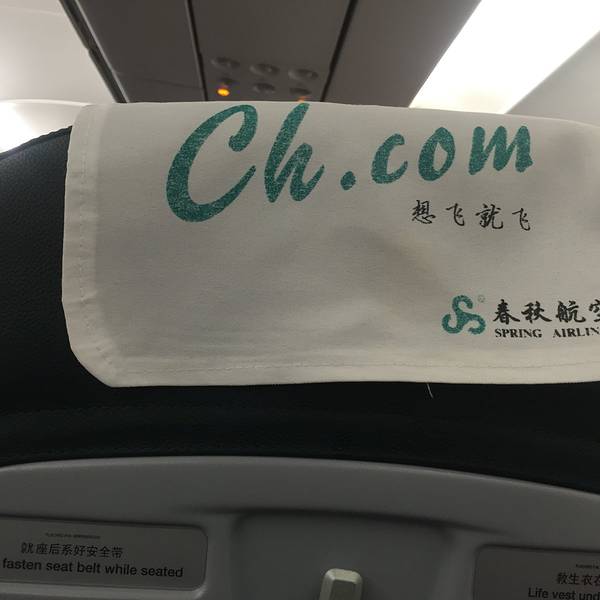 Ch.com
想飞就飞
春秋航空
SPRING AIRLIN
就座后系好安全带
fasten seat belt while seated
救生衣在
Life vest und